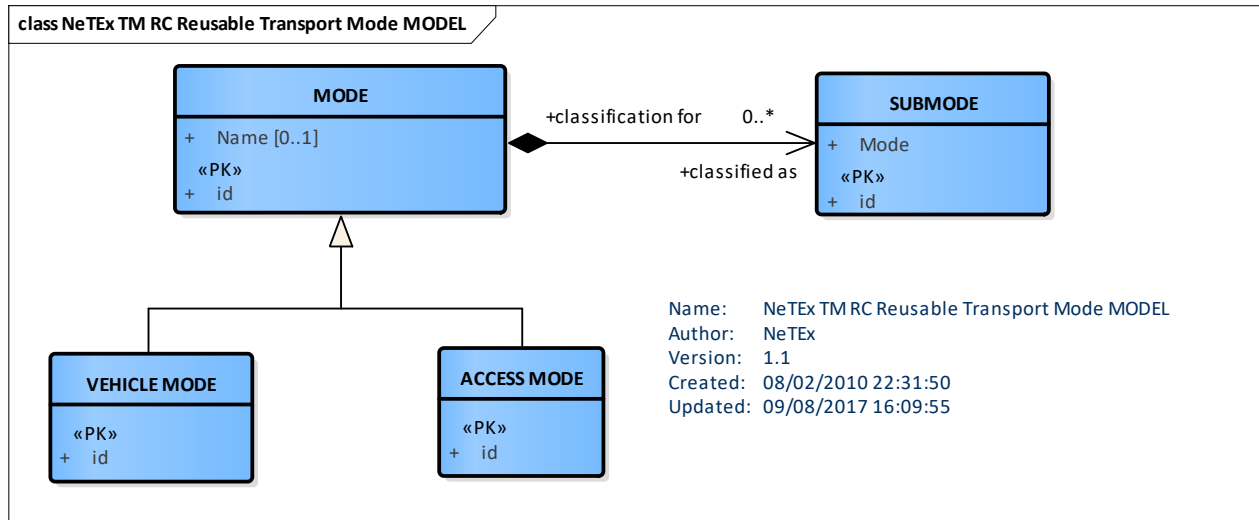 class NeTEx TM RC Reusable Transport Mode MODEL
MODE
+ Name [0..1]
«PK»
+ id
+classification for 0..*
+classified as
SUBMODE
+ Mode
«PK»
+ id
VEHICLE MODE
«PK»
+ id
ACCESS MODE
«PK»
+ id
Name: NeTEx TM RC Reusable Transport Mode MODEL
Author: NeTEx
Version: 1.1
Created: 08/02/2010 22:31:50
Updated: 09/08/2017 16:09:55